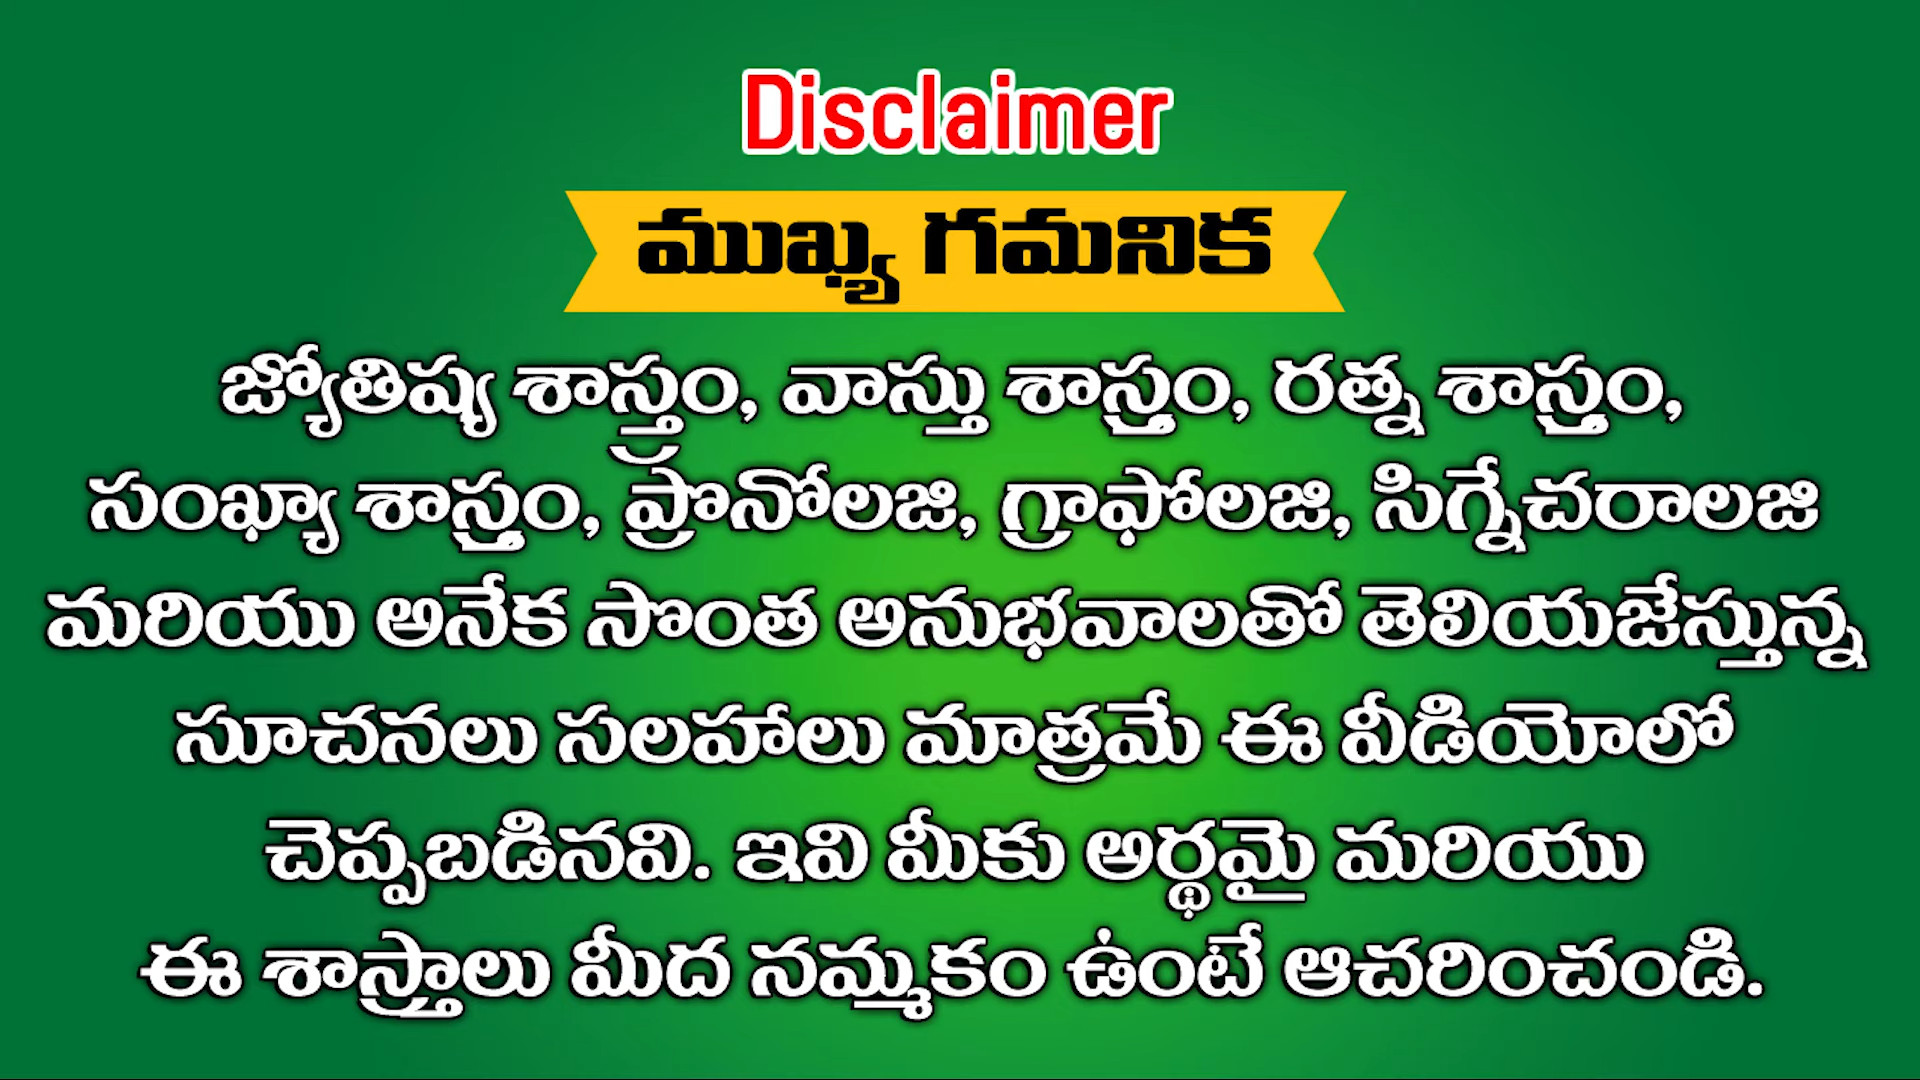 Disclaimer
ముఖ్య గమనిక
జ్యోతిష్య శాస్త్రం, వాస్తు శాస్త్రం, రత్న శాస్త్రం,
సంఖ్యా శాస్త్రం, ప్రొనోలజి, గ్రాఫోలజి, సిగ్నేచరాలజి
మరియు అనేక సొంత అనుభవాలతో తెలియజేస్తున్న
సూచనలు సలహాలు మాత్రమే ఈ వీడియోలో
చెప్పబడినవి. ఇవి మీకు అర్థమై మరియు
ఈ శాస్త్రాలు మీద నమ్మకం ఉంటే ఆచరించండి.